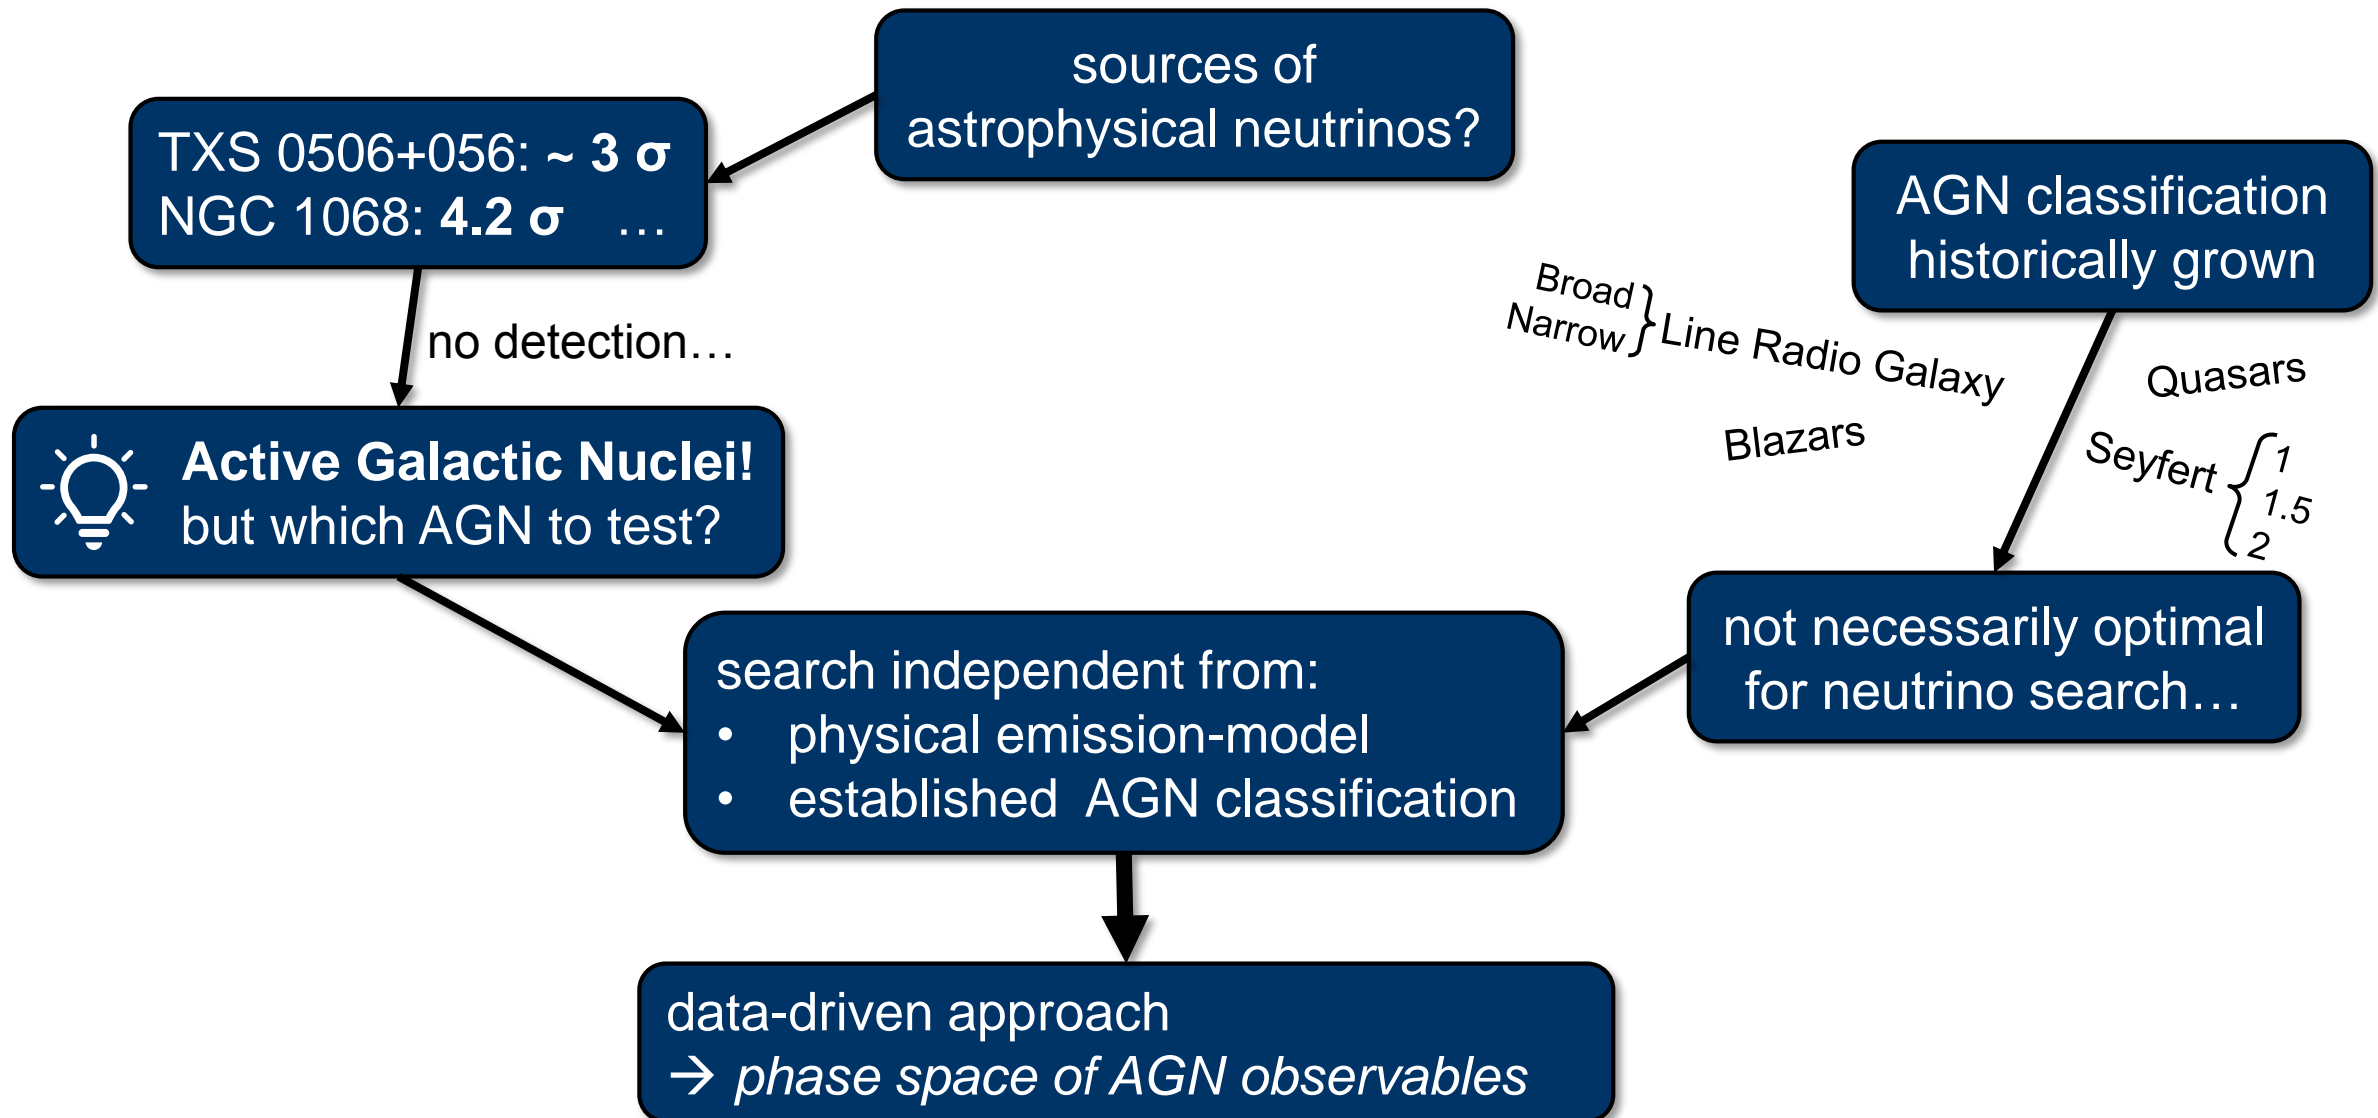 sources of
astrophysical neutrinos?
TXS 0506+056: ~ 3 σ
NGC 1068: 4.2 σ …
no detection…
Active Galactic Nuclei!
but which AGN to test?
AGN classification
historically grown
Broad
Narrow
Line Radio Galaxy
Quasars
Blazars
Seyfert
1
1.5
2
not necessarily optimal
for neutrino search…
search independent from:
• physical emission-model
• established AGN classification
data-driven approach
→ phase space of AGN observables